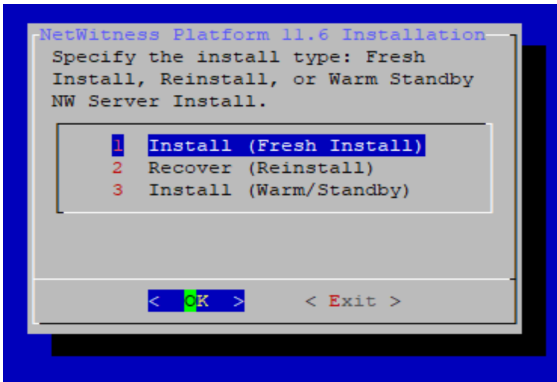 NetWitness Platform 11.6 Installation
Specify the install type: Fresh
Install, Reinstall, or Warm Standby
NW Server Install.
1 Install (Fresh Install)
2 Recover (Reinstall)
3 Install (Warm/Standby)
< OK > < Exit >